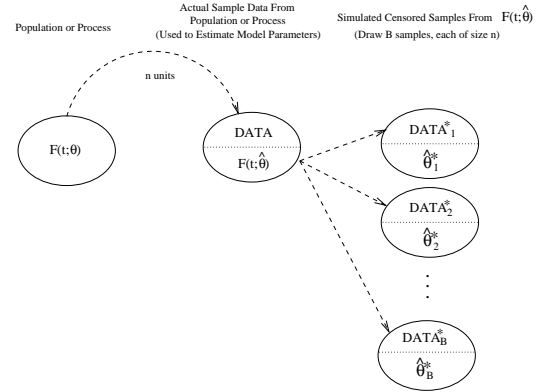 Population or Process
Actual Sample Data From
Population or Process
(Used to Estimate Model Parameters)
Simulated Censored Samples From F(t;θ̂)
(Draw B samples, each of size n)
n units
F(t;θ)
DATA
F(t;θ̂)
DATA*1
θ̂*1
DATA*2
θ̂*2
DATA*B
θ̂*B